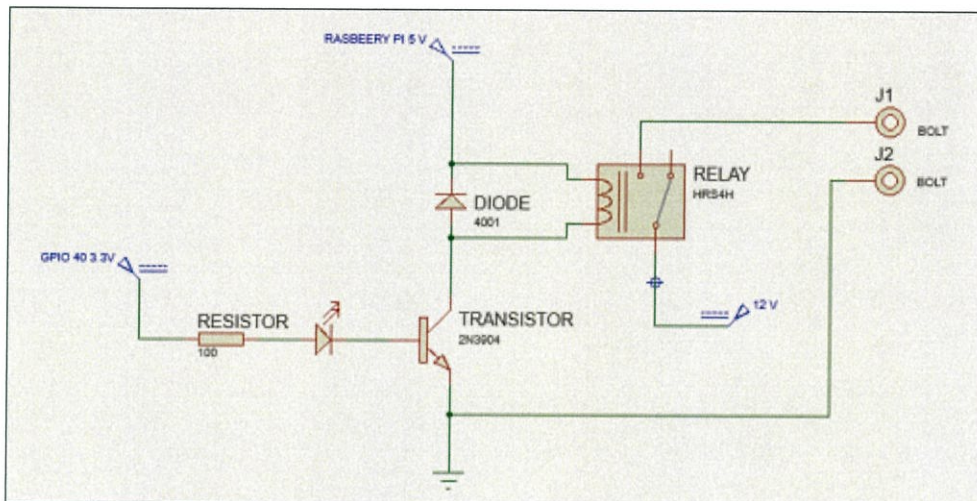 RASBEERY PI 5 V
J1
BOLT
J2
BOLT
RELAY
HRS4H
DIODE
4001
GPIO 40 3.3V
12 V
RESISTOR
100
TRANSISTOR
2N3904